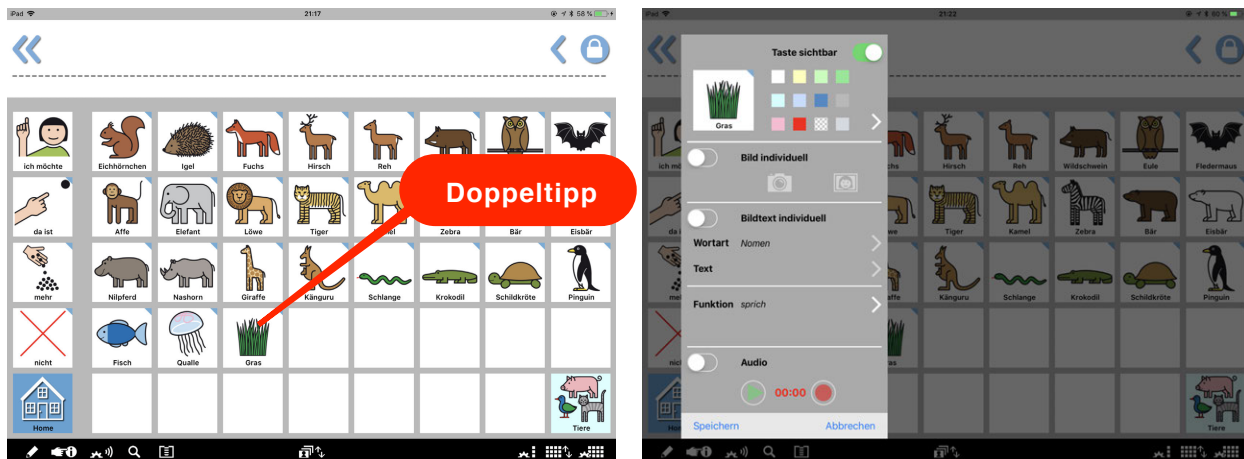 iPad 21:17 58 %
ich möchte Eichhörnchen Igel Fuchs Hirsch Reh
Doppeltipp
da ist Affe Elefant Löwe Tiger Zebra Bär Eisbär
mehr Nilpferd Nashorn Giraffe Känguru Schlange Krokodil Schildkröte Pinguin
nicht Fisch Qualle Gras
Home Tiere
iPad 21:22 60 %
Taste sichtbar
Gras
Bild individuell
Bildtext individuell
Wortart Nomen
Text
Funktion sprich
Audio
00:00
Speichern Abbrechen
Hirsch Reh Wildschwein Eule Fledermaus
Tiger Kamel Zebra Bär Eisbär
Känguru Schlange Krokodil Schildkröte Pinguin
Tiere